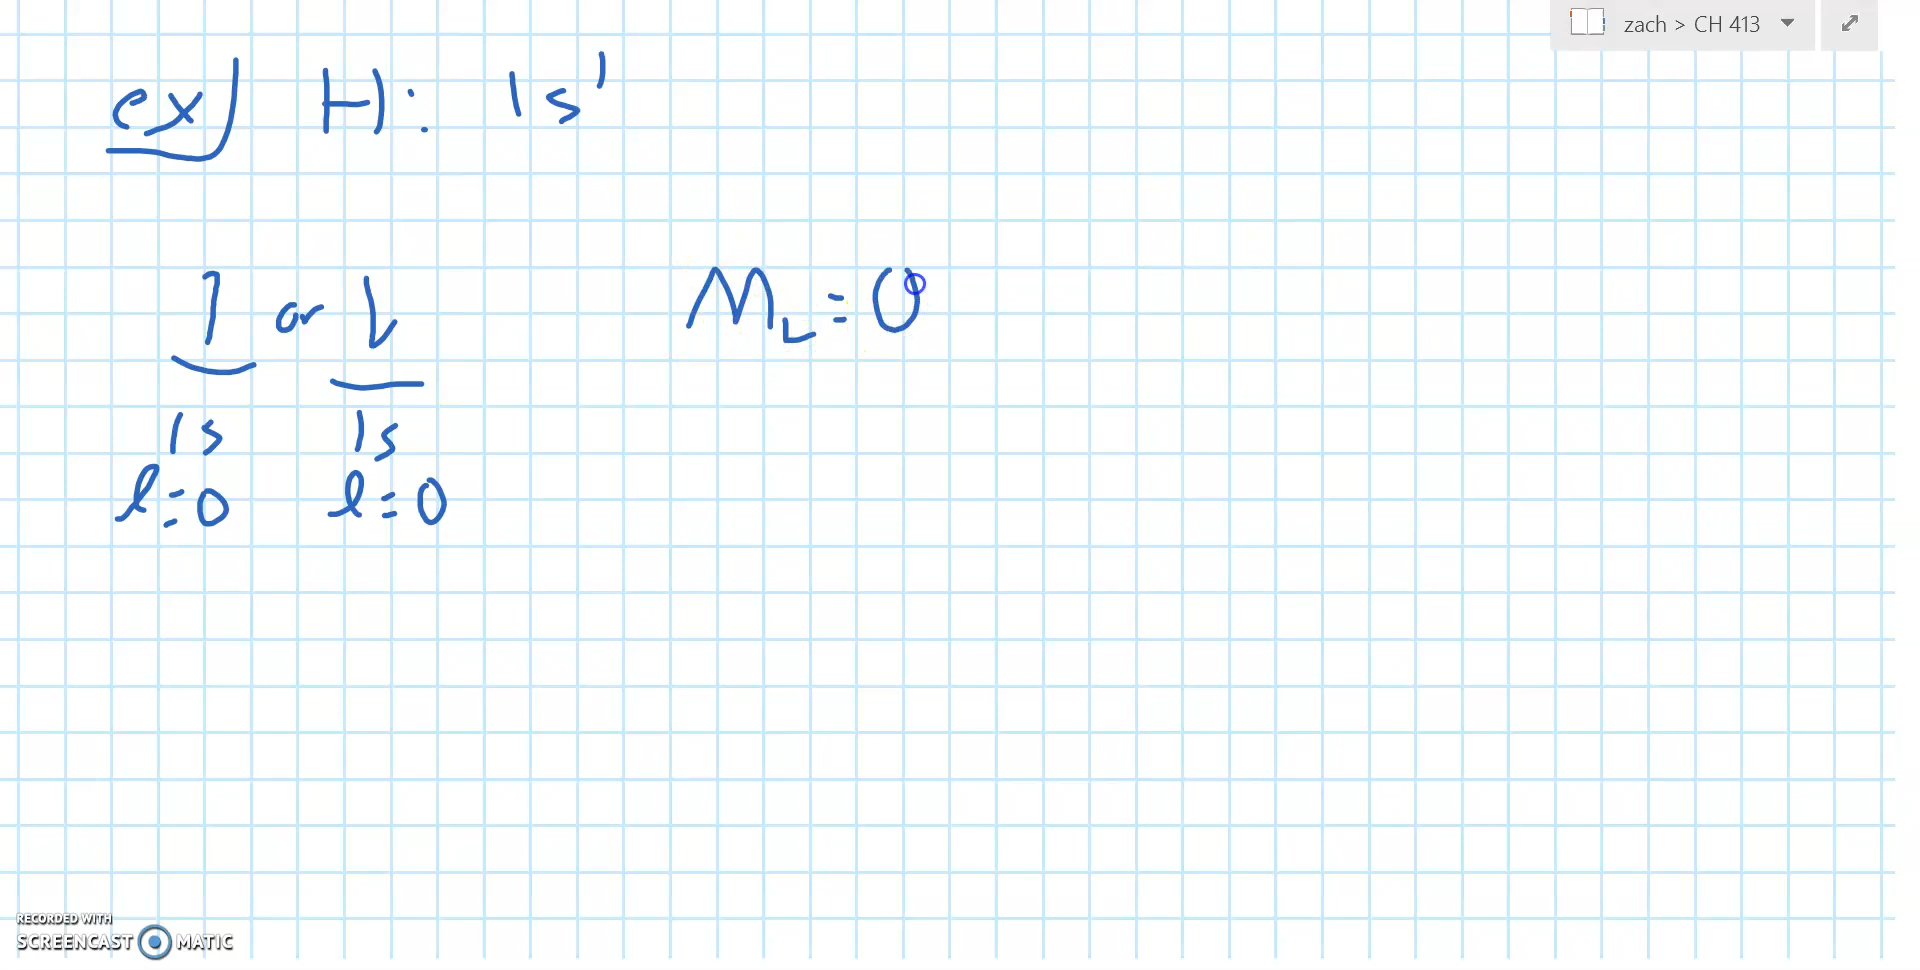 zach > CH 413
ex) H: 1s¹
↿ or ⇂ M_L = 0
1s 1s
l = 0 l = 0
RECORDED WITH
SCREENCAST MATIC